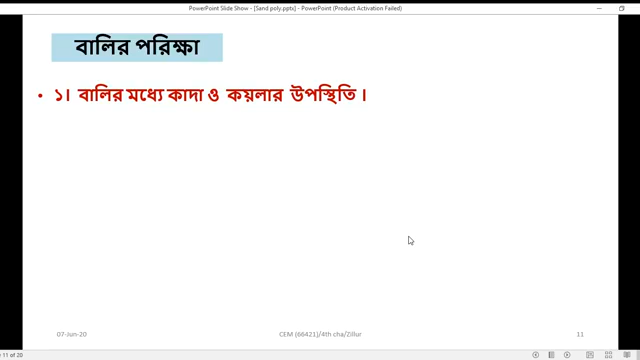 PowerPoint Slide Show - [Sand poly.pptx] - PowerPoint (Product Activation Failed)
বালির পরিক্ষা
• ১। বালির মধ্যে কাদা ও কয়লার উপস্থিতি ।
07-Jun-20 CEM (66421)/4th cha/Zillur 11
11 of 20